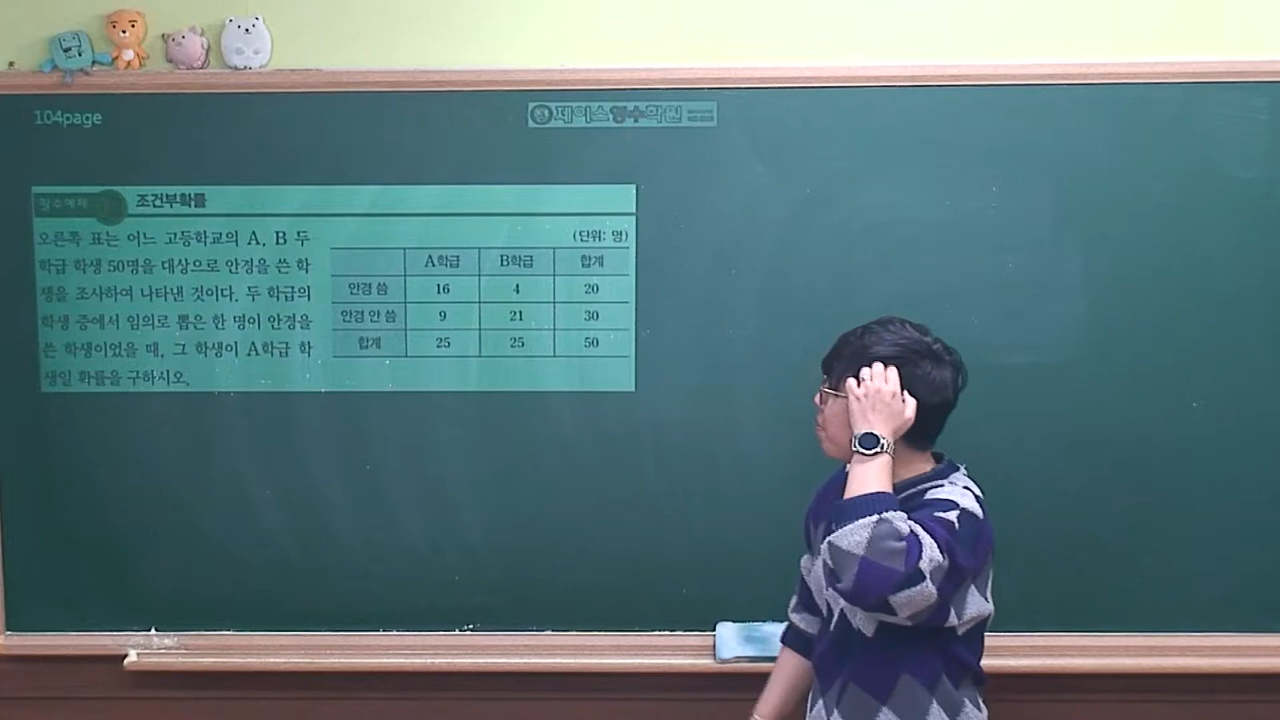 104page
제이스영수학원
필수예제
조건부확률
오른쪽 표는 어느 고등학교의 A, B 두
학급 학생 50명을 대상으로 안경을 쓴 학
생을 조사하여 나타낸 것이다. 두 학급의
학생 중에서 임의로 뽑은 한 명이 안경을
쓴 학생이었을 때, 그 학생이 A학급 학
생일 확률을 구하시오.
(단위: 명)
A학급 B학급 합계
안경 씀 16 4 20
안경 안 씀 9 21 30
합계 25 25 50